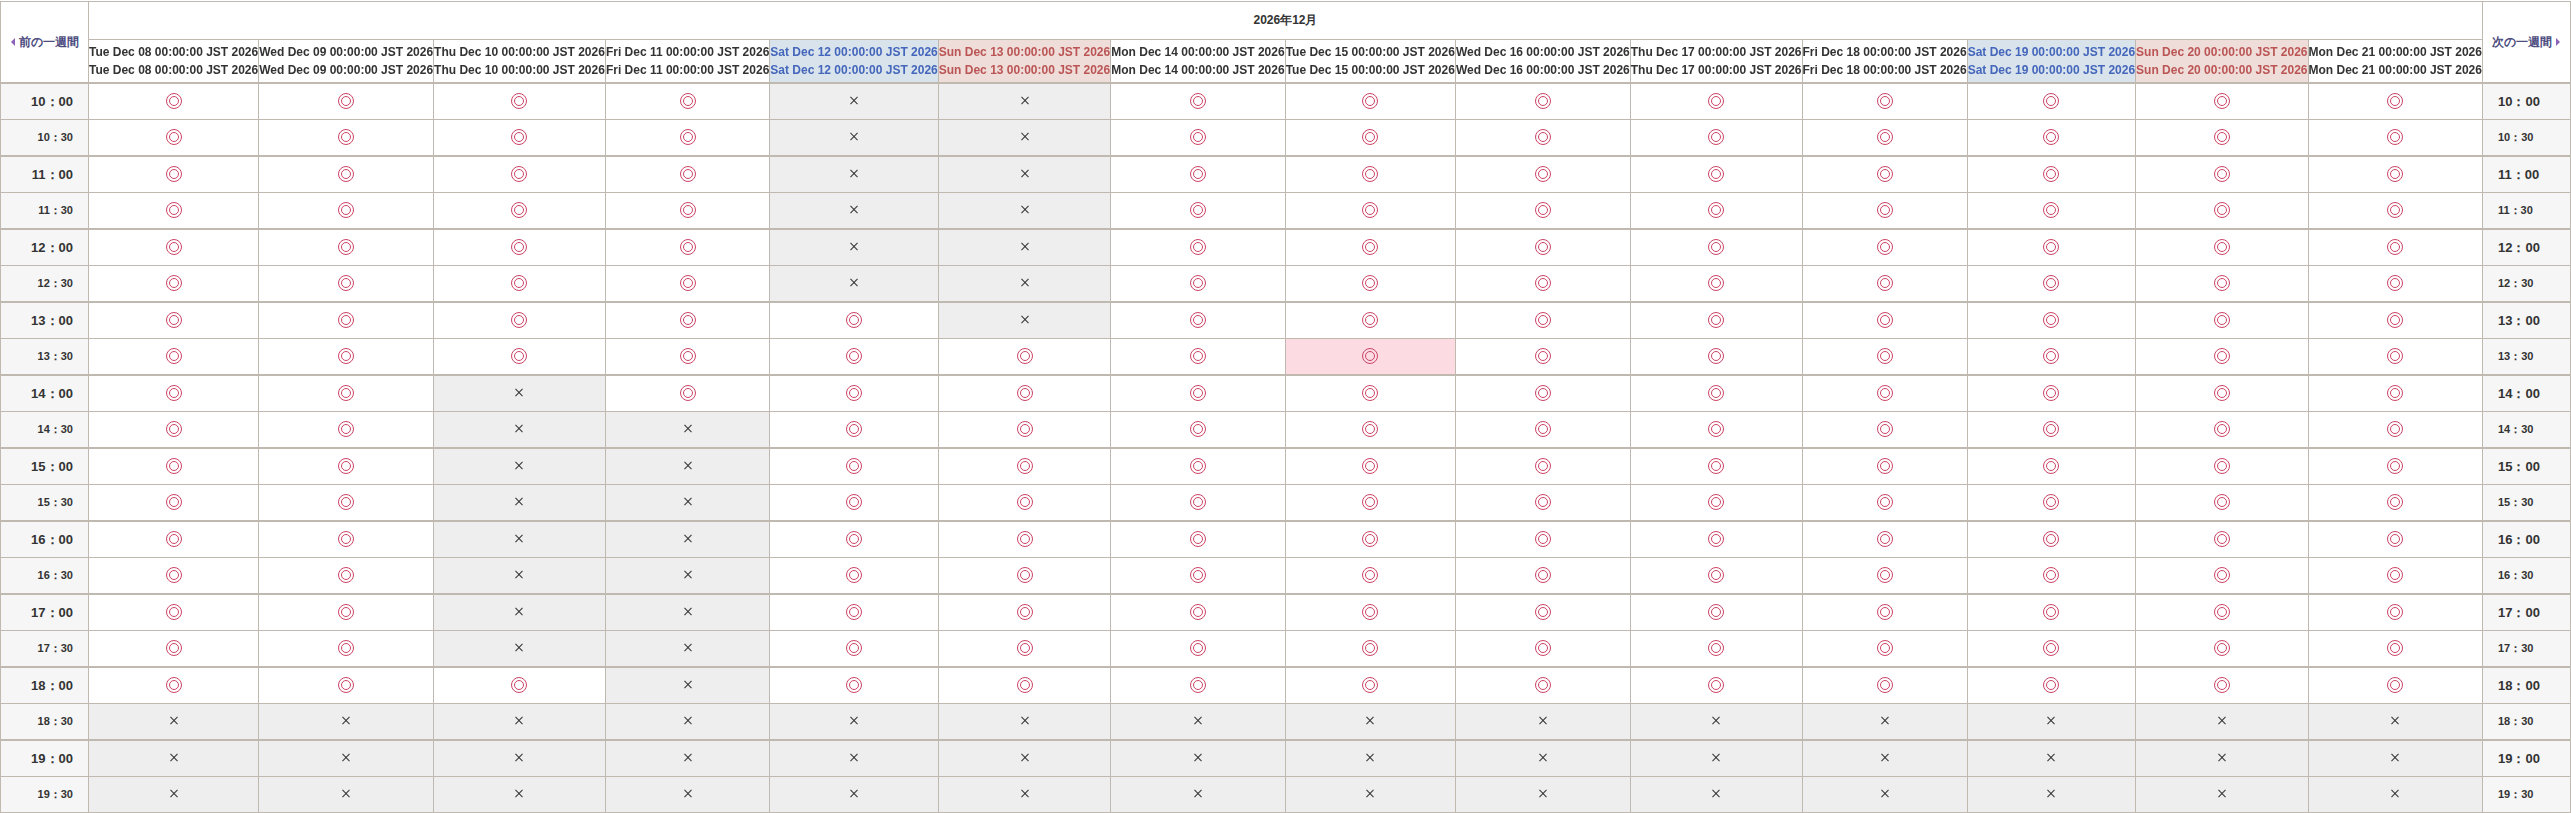 2026年12月
前の一週間
次の一週間
Tue Dec 08 00:00:00 JST 2026 Wed Dec 09 00:00:00 JST 2026 Thu Dec 10 00:00:00 JST 2026 Fri Dec 11 00:00:00 JST 2026 Sat Dec 12 00:00:00 JST 2026 Sun Dec 13 00:00:00 JST 2026 Mon Dec 14 00:00:00 JST 2026 Tue Dec 15 00:00:00 JST 2026 Wed Dec 16 00:00:00 JST 2026 Thu Dec 17 00:00:00 JST 2026 Fri Dec 18 00:00:00 JST 2026 Sat Dec 19 00:00:00 JST 2026 Sun Dec 20 00:00:00 JST 2026 Mon Dec 21 00:00:00 JST 2026
Tue Dec 08 00:00:00 JST 2026 Wed Dec 09 00:00:00 JST 2026 Thu Dec 10 00:00:00 JST 2026 Fri Dec 11 00:00:00 JST 2026 Sat Dec 12 00:00:00 JST 2026 Sun Dec 13 00:00:00 JST 2026 Mon Dec 14 00:00:00 JST 2026 Tue Dec 15 00:00:00 JST 2026 Wed Dec 16 00:00:00 JST 2026 Thu Dec 17 00:00:00 JST 2026 Fri Dec 18 00:00:00 JST 2026 Sat Dec 19 00:00:00 JST 2026 Sun Dec 20 00:00:00 JST 2026 Mon Dec 21 00:00:00 JST 2026
10：00 ◎ ◎ ◎ ◎ × × ◎ ◎ ◎ ◎ ◎ ◎ ◎ ◎ 10：00
10：30 ◎ ◎ ◎ ◎ × × ◎ ◎ ◎ ◎ ◎ ◎ ◎ ◎ 10：30
11：00 ◎ ◎ ◎ ◎ × × ◎ ◎ ◎ ◎ ◎ ◎ ◎ ◎ 11：00
11：30 ◎ ◎ ◎ ◎ × × ◎ ◎ ◎ ◎ ◎ ◎ ◎ ◎ 11：30
12：00 ◎ ◎ ◎ ◎ × × ◎ ◎ ◎ ◎ ◎ ◎ ◎ ◎ 12：00
12：30 ◎ ◎ ◎ ◎ × × ◎ ◎ ◎ ◎ ◎ ◎ ◎ ◎ 12：30
13：00 ◎ ◎ ◎ ◎ ◎ × ◎ ◎ ◎ ◎ ◎ ◎ ◎ ◎ 13：00
13：30 ◎ ◎ ◎ ◎ ◎ ◎ ◎ ◎ ◎ ◎ ◎ ◎ ◎ ◎ 13：30
14：00 ◎ ◎ × ◎ ◎ ◎ ◎ ◎ ◎ ◎ ◎ ◎ ◎ ◎ 14：00
14：30 ◎ ◎ × × ◎ ◎ ◎ ◎ ◎ ◎ ◎ ◎ ◎ ◎ 14：30
15：00 ◎ ◎ × × ◎ ◎ ◎ ◎ ◎ ◎ ◎ ◎ ◎ ◎ 15：00
15：30 ◎ ◎ × × ◎ ◎ ◎ ◎ ◎ ◎ ◎ ◎ ◎ ◎ 15：30
16：00 ◎ ◎ × × ◎ ◎ ◎ ◎ ◎ ◎ ◎ ◎ ◎ ◎ 16：00
16：30 ◎ ◎ × × ◎ ◎ ◎ ◎ ◎ ◎ ◎ ◎ ◎ ◎ 16：30
17：00 ◎ ◎ × × ◎ ◎ ◎ ◎ ◎ ◎ ◎ ◎ ◎ ◎ 17：00
17：30 ◎ ◎ × × ◎ ◎ ◎ ◎ ◎ ◎ ◎ ◎ ◎ ◎ 17：30
18：00 ◎ ◎ ◎ × ◎ ◎ ◎ ◎ ◎ ◎ ◎ ◎ ◎ ◎ 18：00
18：30 × × × × × × × × × × × × × × 18：30
19：00 × × × × × × × × × × × × × × 19：00
19：30 × × × × × × × × × × × × × × 19：30